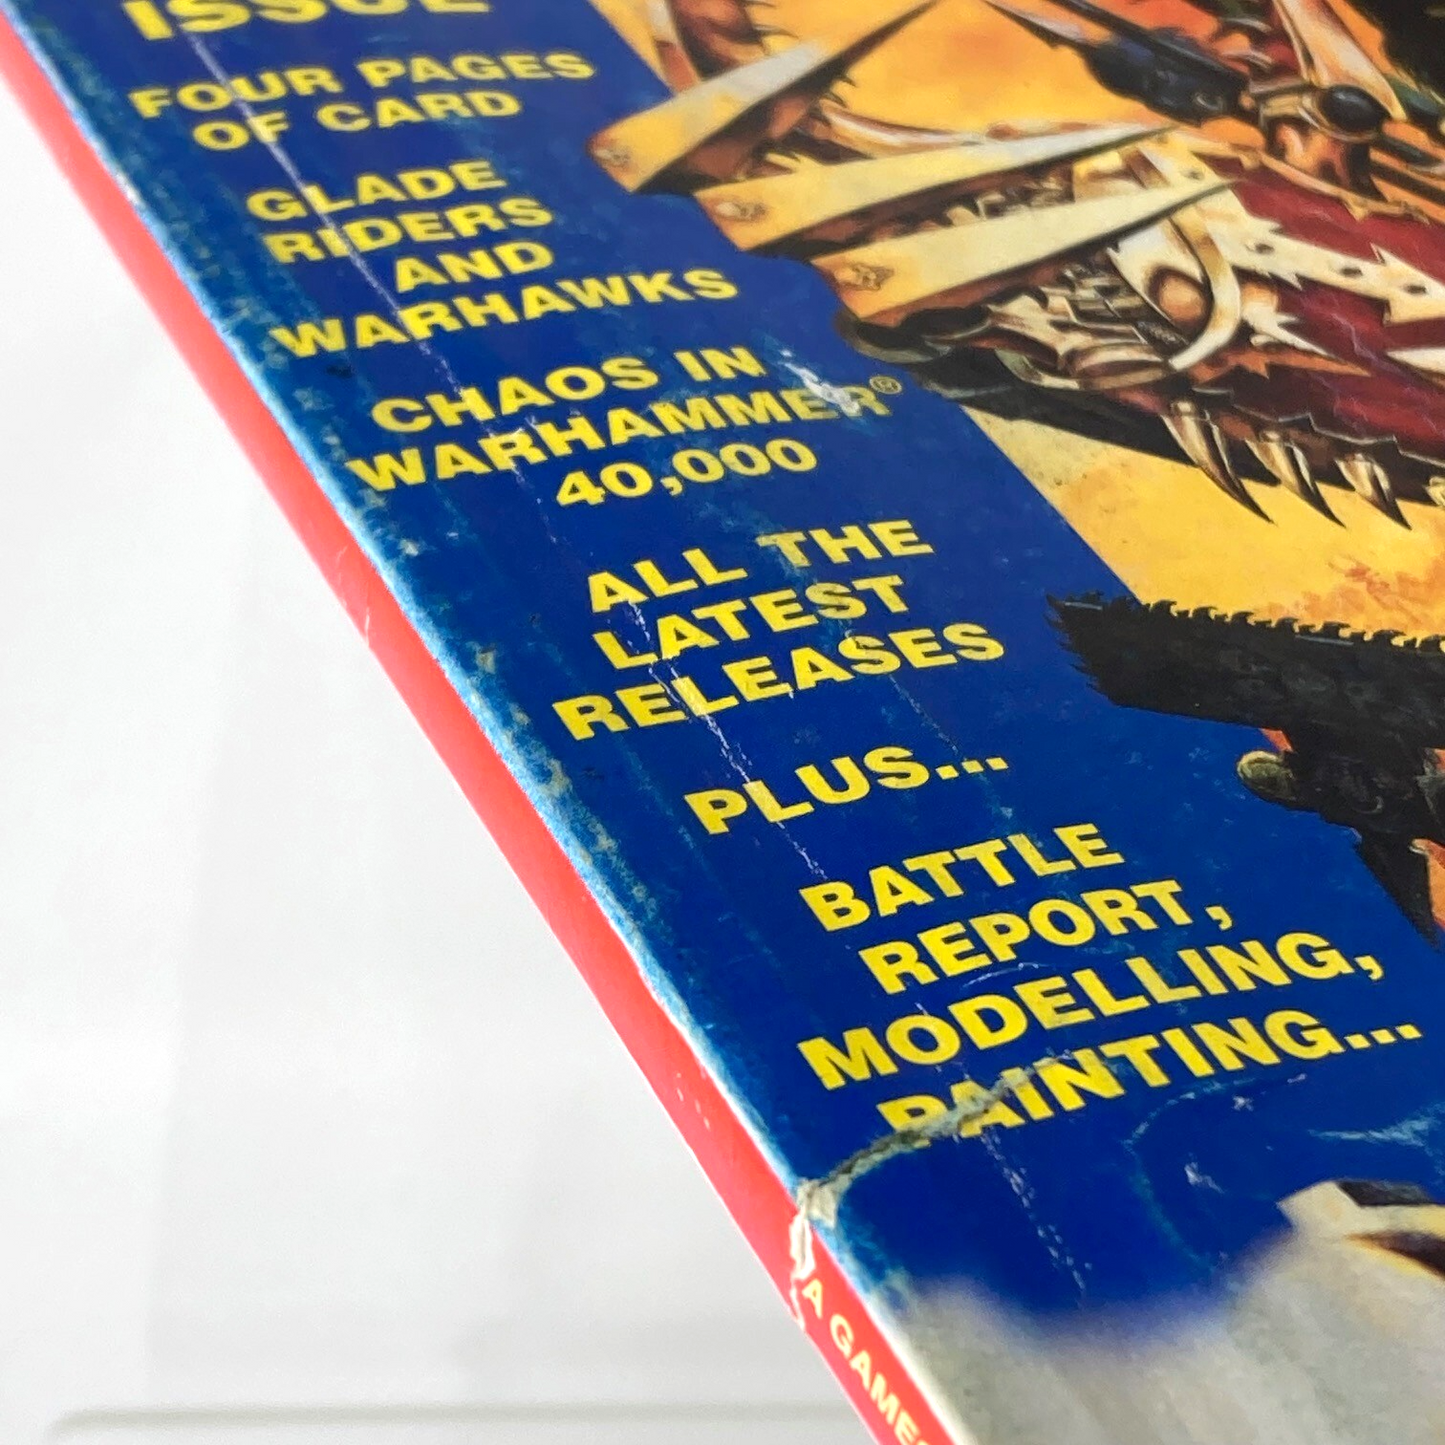 ISSUE
FOUR PAGES
OF CARD
GLADE
RIDERS
AND
WARHAWKS
CHAOS IN
WARHAMMER®
40,000
ALL THE
LATEST
RELEASES
PLUS...
BATTLE
REPORT,
MODELLING,
PAINTING...
A GAMES